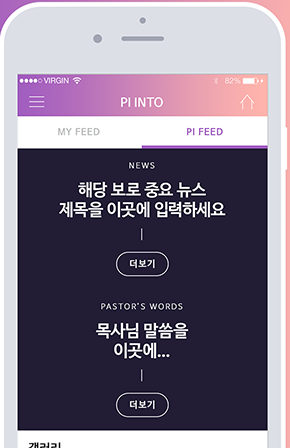 VIRGIN 82%
PI INTO
MY FEED PI FEED
NEWS
해당 보로 중요 뉴스
제목을 이곳에 입력하세요
더보기
PASTOR'S WORDS
목사님 말씀을
이곳에...
더보기
갤러리